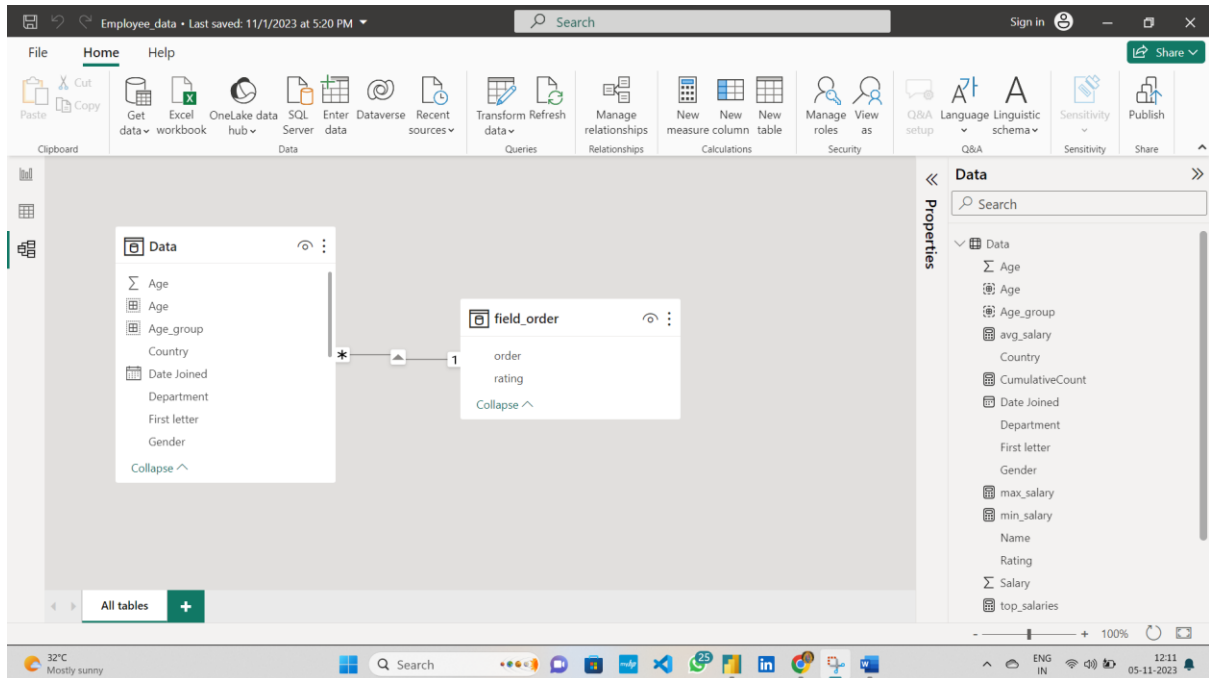 Employee_data • Last saved: 11/1/2023 at 5:20 PM
Search
Sign in
File
Home
Help
Share
Paste
Cut
Copy
Get data
Excel workbook
OneLake data hub
SQL Server
Enter data
Dataverse
Recent sources
Transform data
Refresh
Manage relationships
New measure
New column
New table
Manage roles
View as
Q&A setup
Language
Linguistic schema
Sensitivity
Publish
Clipboard
Data
Queries
Relationships
Calculations
Security
Q&A
Sensitivity
Share
Data
Age
Age
Age_group
Country
Date Joined
Department
First letter
Gender
Collapse
*
1
field_order
order
rating
Collapse
Properties
Data
Search
Data
Age
Age
Age_group
avg_salary
Country
CumulativeCount
Date Joined
Department
First letter
Gender
max_salary
min_salary
Name
Rating
Salary
top_salaries
All tables
+
- + 100%
32°C
Mostly sunny
Search
25
in
ENG
IN
12:11
05-11-2023